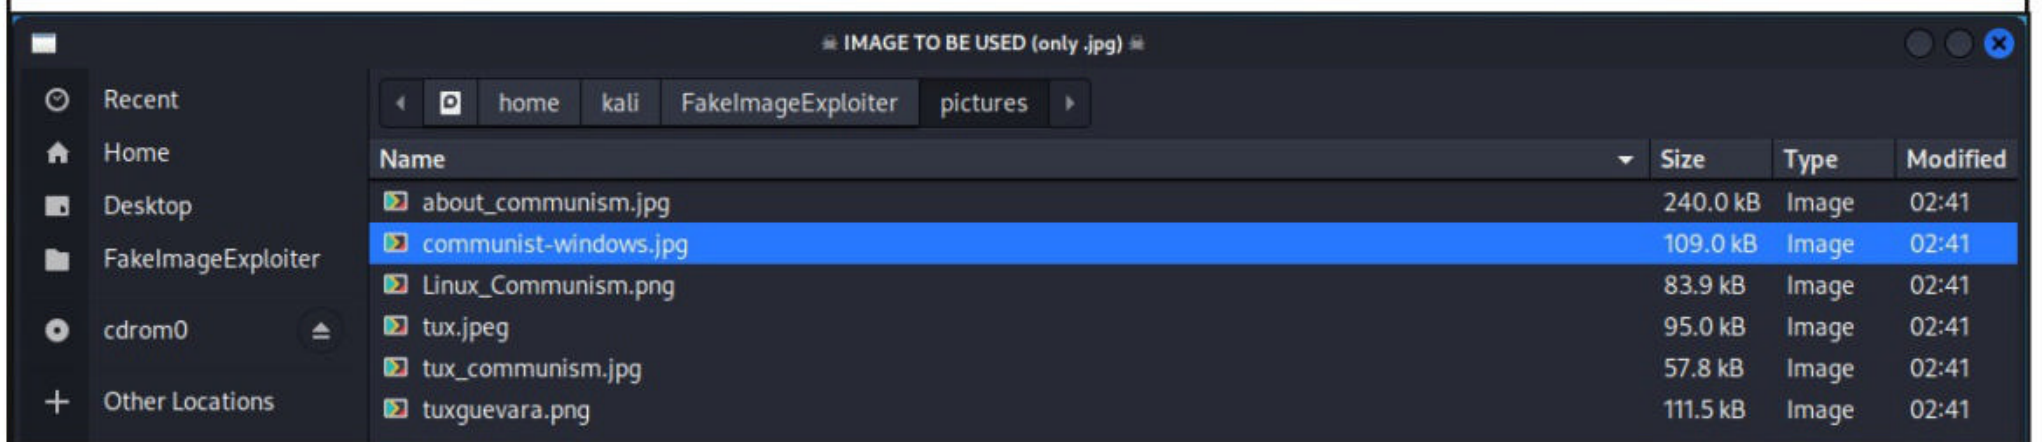 ☠ IMAGE TO BE USED (only .jpg) ☠
Recent
Home
Desktop
FakeImageExploiter
cdrom0
Other Locations
home kali FakeImageExploiter pictures
Name Size Type Modified
about_communism.jpg 240.0 kB Image 02:41
communist-windows.jpg 109.0 kB Image 02:41
Linux_Communism.png 83.9 kB Image 02:41
tux.jpeg 95.0 kB Image 02:41
tux_communism.jpg 57.8 kB Image 02:41
tuxguevara.png 111.5 kB Image 02:41